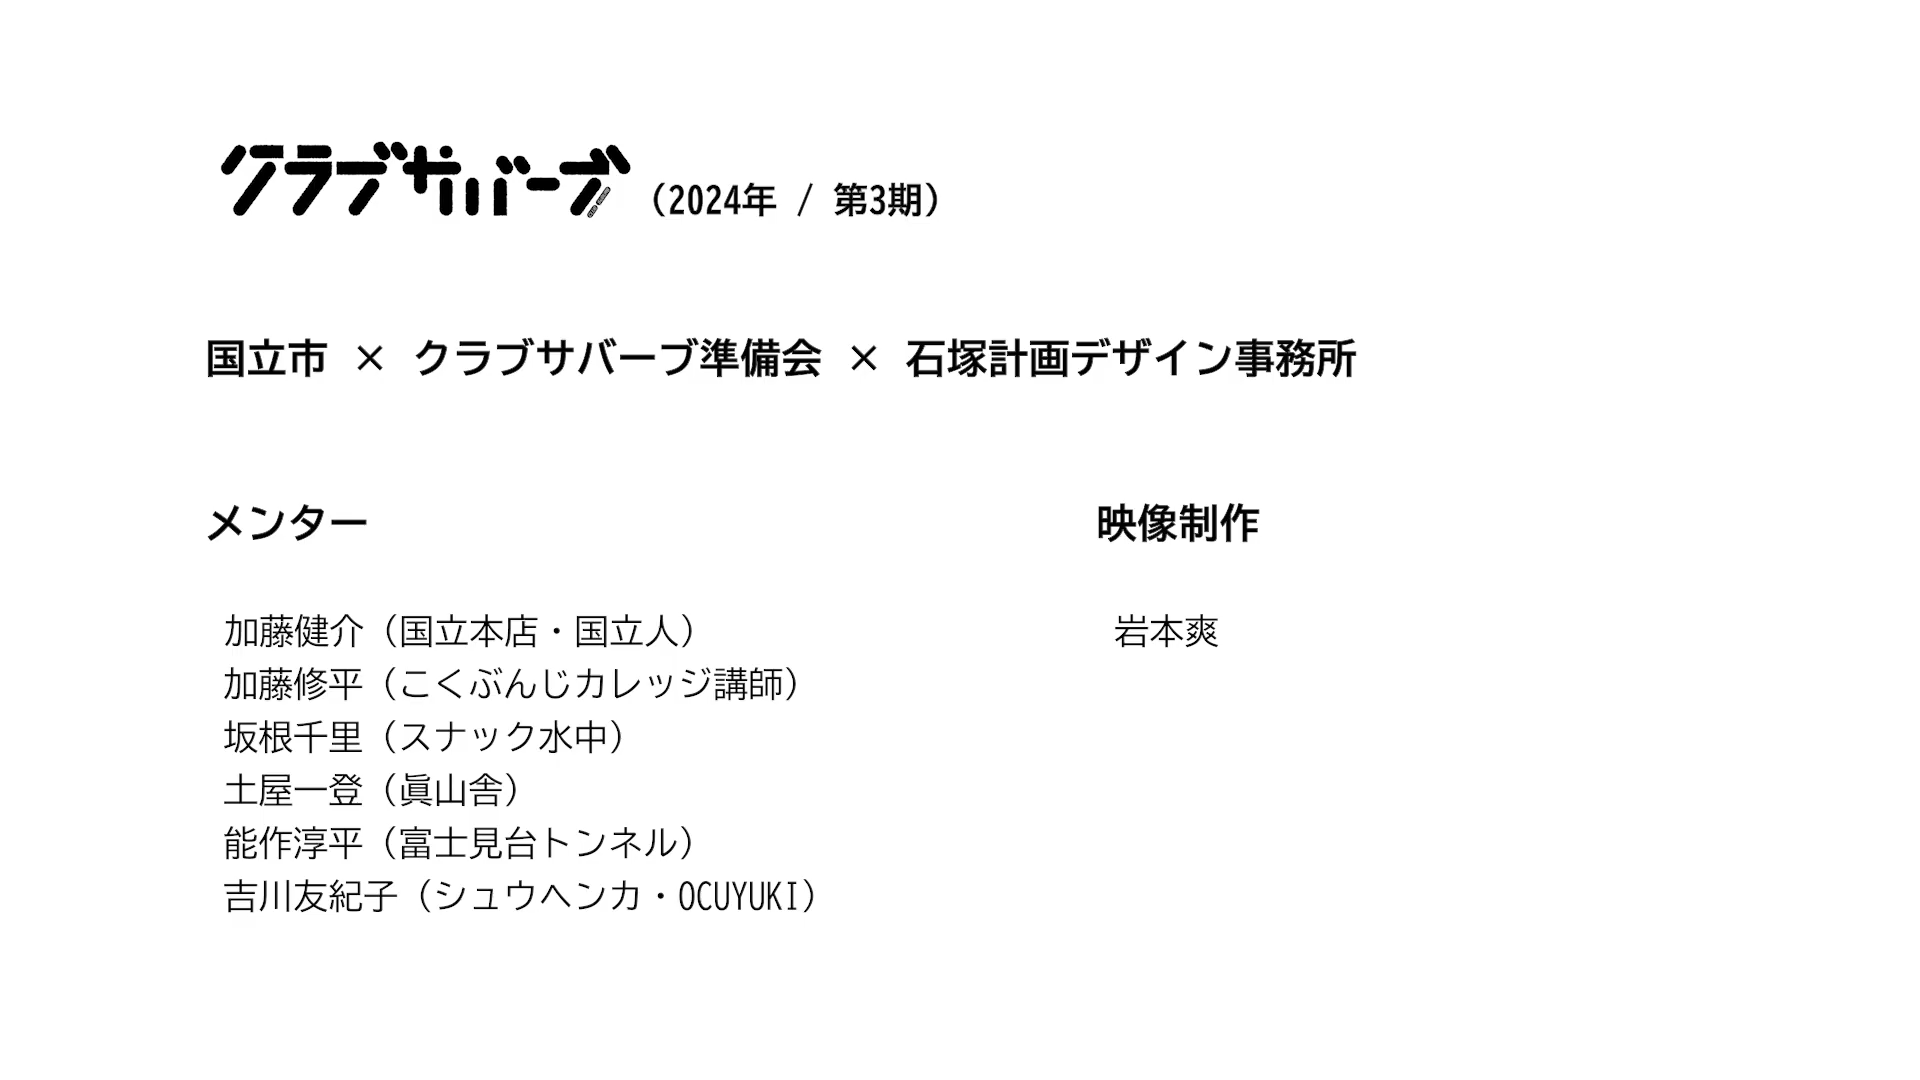 クラブサバーブ（2024年 / 第3期）
国立市 × クラブサバーブ準備会 × 石塚計画デザイン事務所
メンター
加藤健介（国立本店・国立人）
加藤修平（こくぶんじカレッジ講師）
坂根千里（スナック水中）
土屋一登（眞山舎）
能作淳平（富士見台トンネル）
吉川友紀子（シュウヘンカ・OCUYUKI）
映像制作
岩本爽